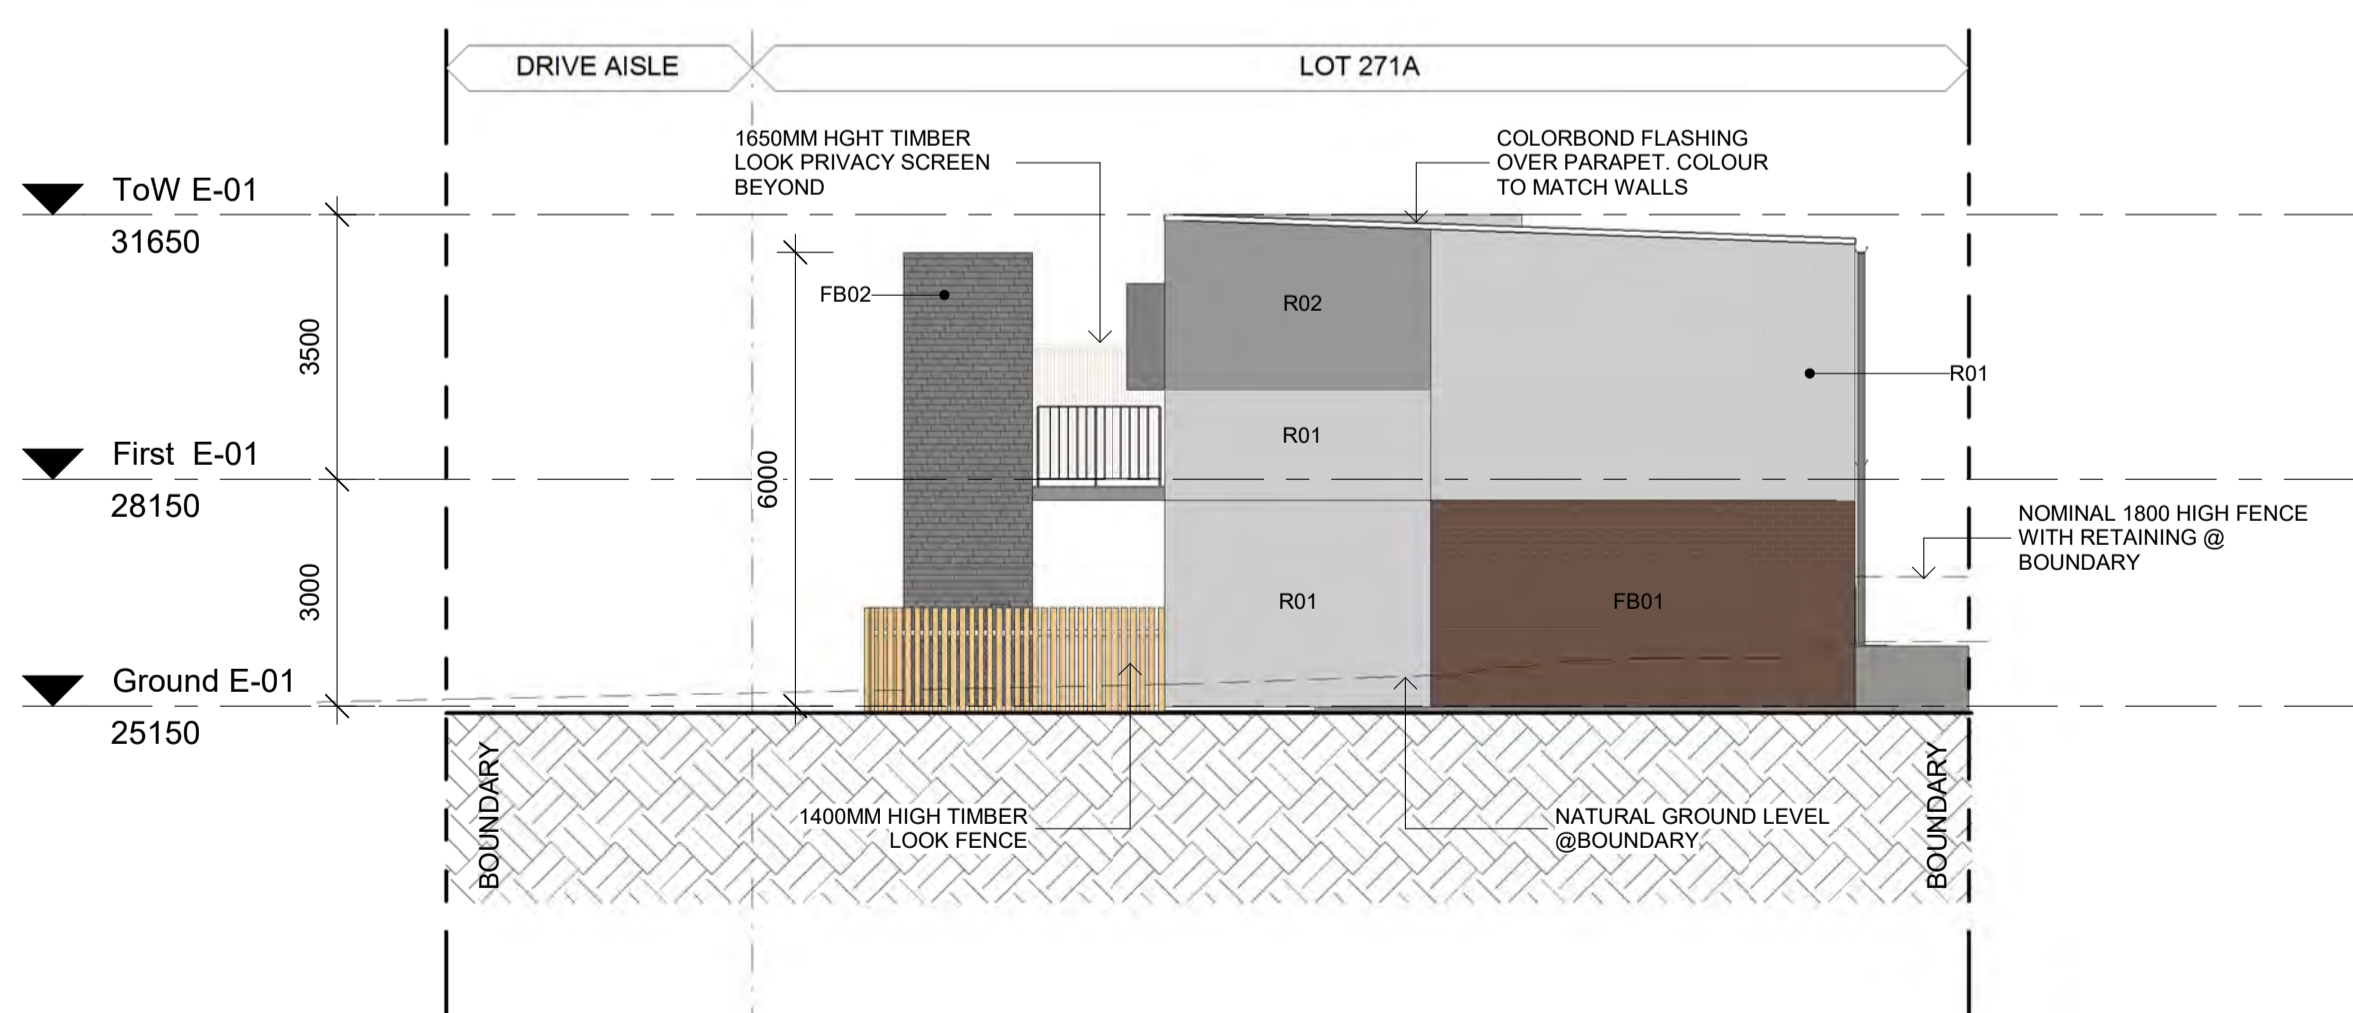 DRIVE AISLE
LOT 271A
1650MM HGHT TIMBER
LOOK PRIVACY SCREEN
BEYOND
COLORBOND FLASHING
OVER PARAPET. COLOUR
TO MATCH WALLS
ToW E-01
31650
FB02
R02
3500
R01
R01
First E-01
28150
6000
NOMINAL 1800 HIGH FENCE
WITH RETAINING @
BOUNDARY
3000
R01
FB01
Ground E-01
25150
BOUNDARY
1400MM HIGH TIMBER
LOOK FENCE
NATURAL GROUND LEVEL
@BOUNDARY
BOUNDARY